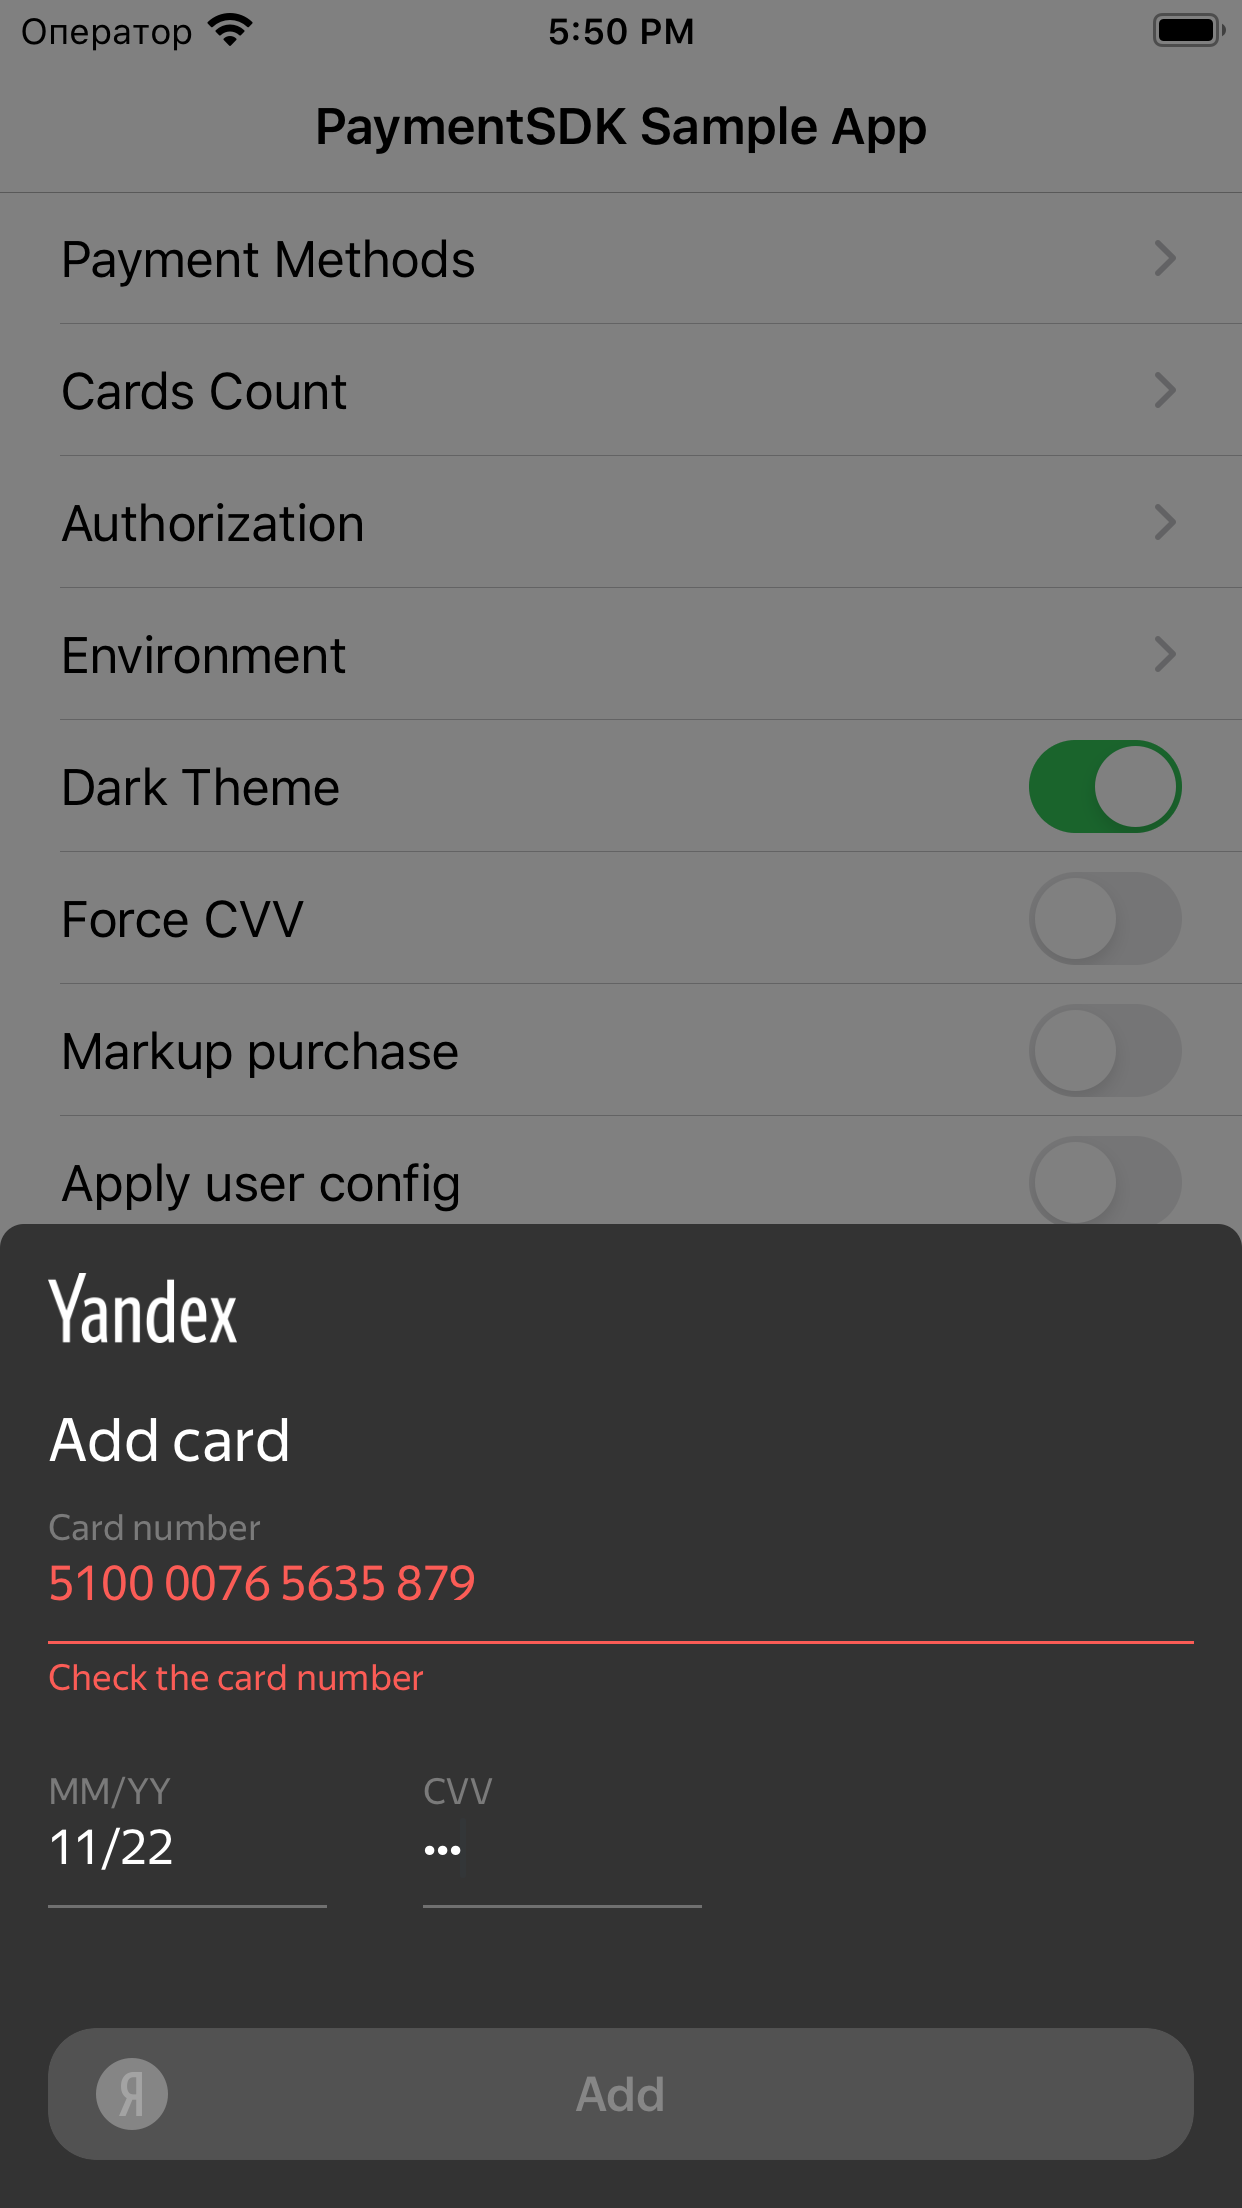 Оператор 5:50 PM
PaymentSDK Sample App
Payment Methods
Cards Count
Authorization
Environment
Dark Theme
Force CVV
Markup purchase
Apply user config
Yandex
Add card
Card number
5100 0076 5635 879
Check the card number
MM/YY CVV
11/22 •••
Я Add